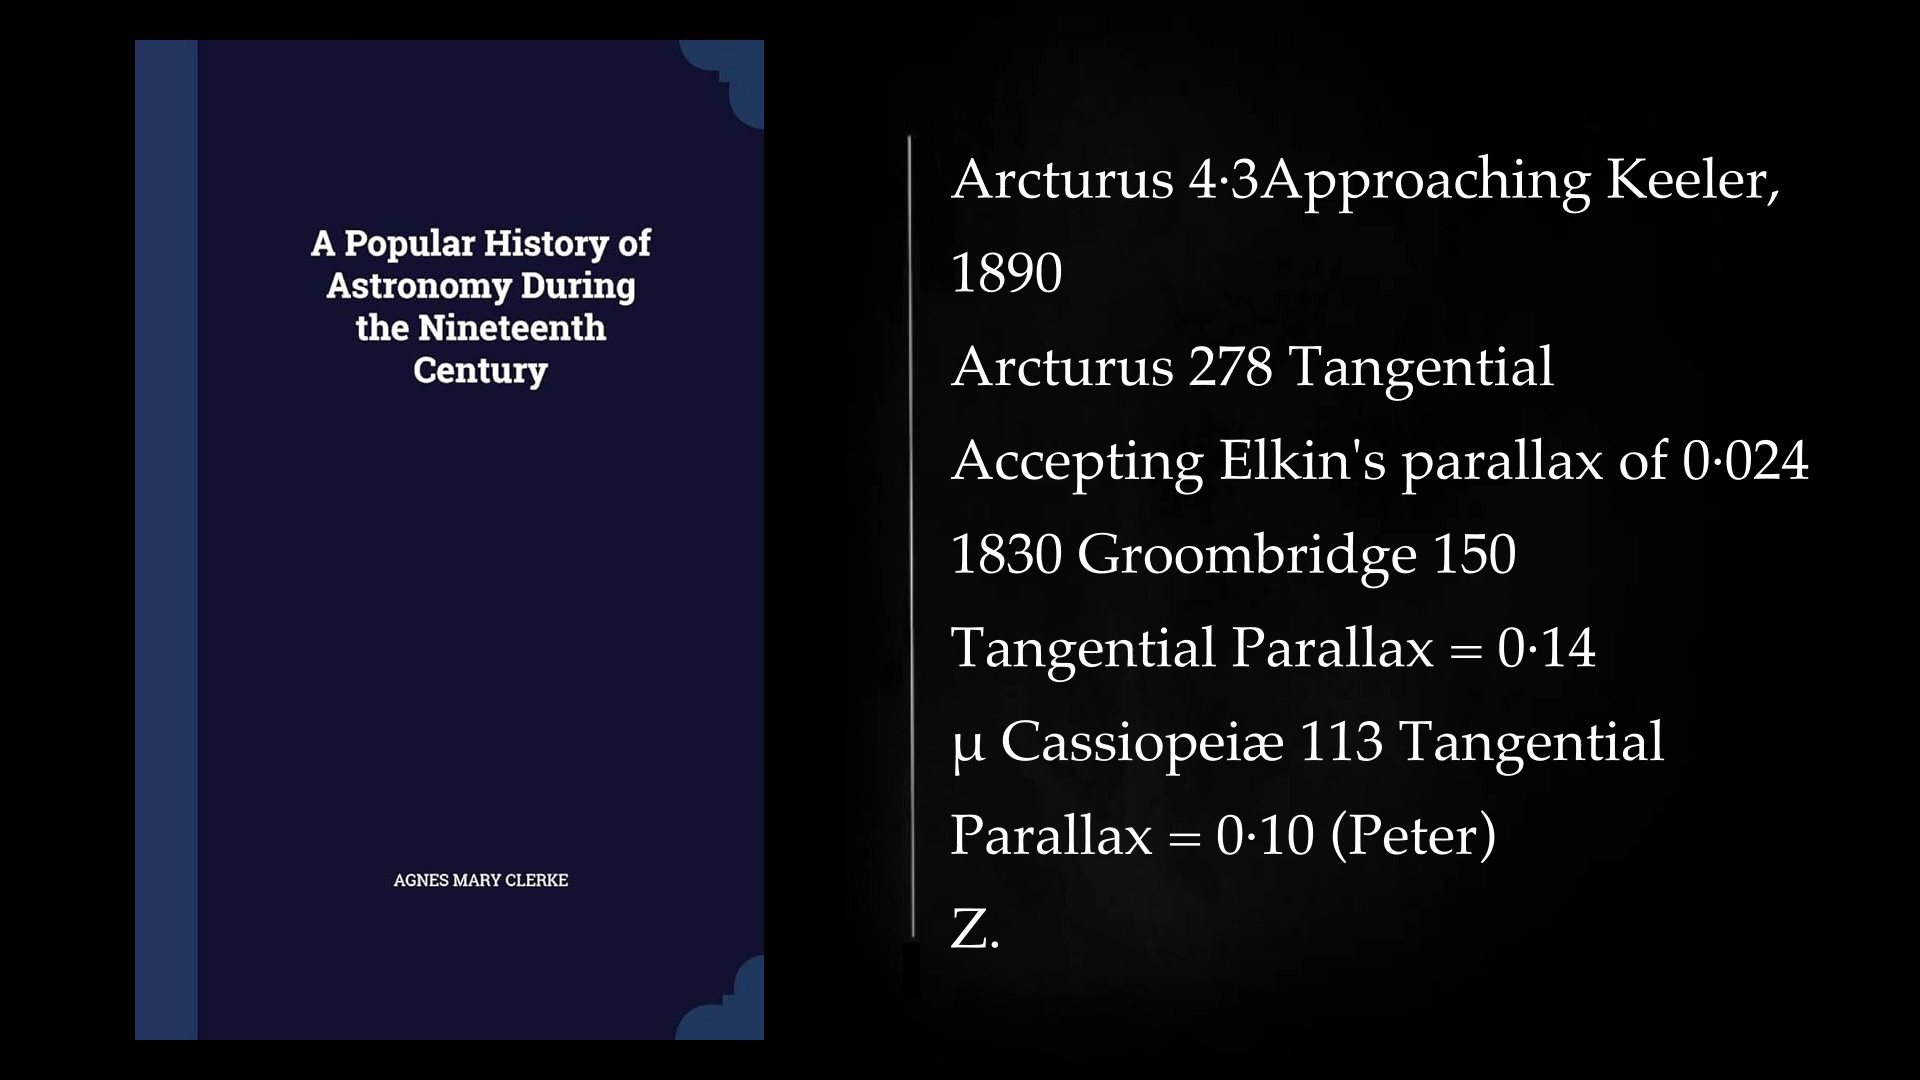 A Popular History of
Astronomy During
the Nineteenth
Century
AGNES MARY CLERKE
Arcturus 4·3Approaching Keeler,
1890
Arcturus 278 Tangential
Accepting Elkin's parallax of 0·024
1830 Groombridge 150
Tangential Parallax = 0·14
μ Cassiopeiæ 113 Tangential
Parallax = 0·10 (Peter)
Z.